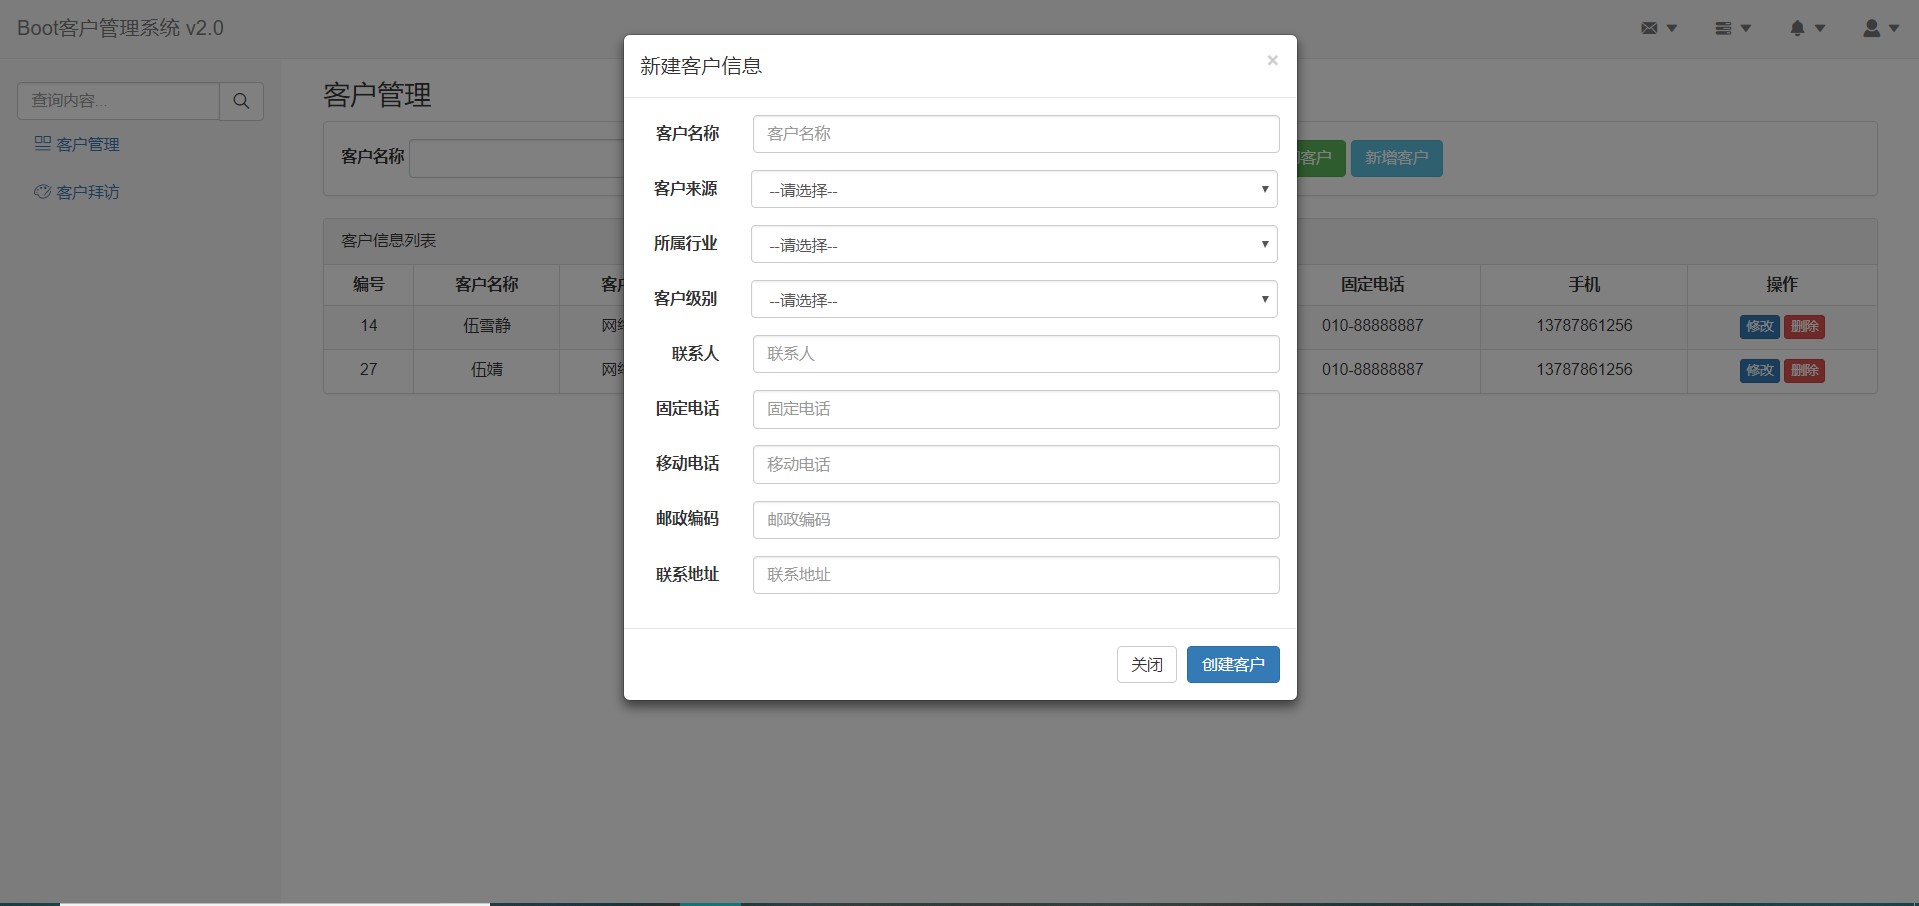 Boot客户管理系统 v2.0
查询内容...
客户管理
客户拜访
客户管理
客户名称
客户
新增客户
客户信息列表
编号 客户名称 客户 固定电话 手机 操作
14 伍雪静 网络 010-88888887 13787861256 修改 删除
27 伍婧 网络 010-88888887 13787861256 修改 删除
新建客户信息
×
客户名称 客户名称
客户来源 --请选择--
所属行业 --请选择--
客户级别 --请选择--
联系人 联系人
固定电话 固定电话
移动电话 移动电话
邮政编码 邮政编码
联系地址 联系地址
关闭 创建客户